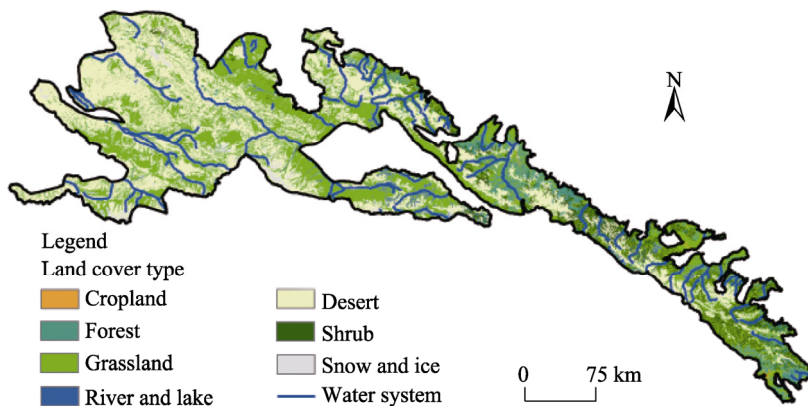 N
Legend
Land cover type
Cropland
Desert
Forest
Shrub
Grassland
Snow and ice
River and lake
Water system
0 75 km